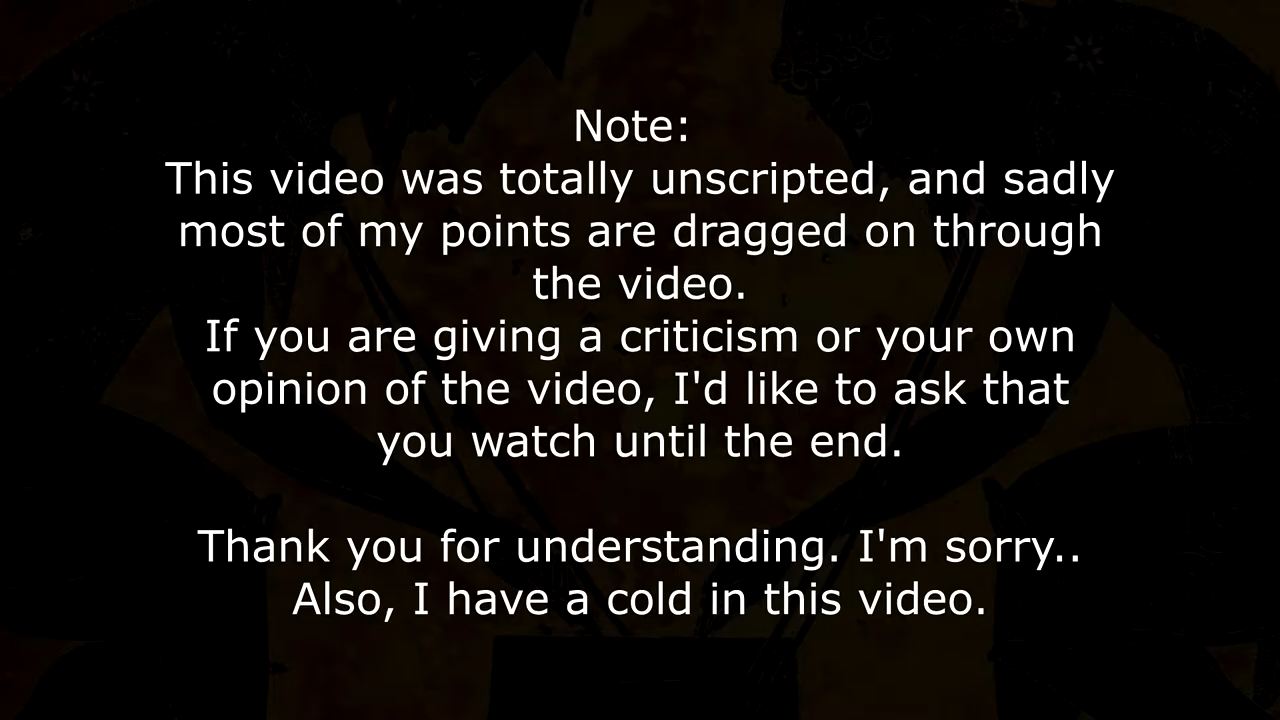 Note:
This video was totally unscripted, and sadly
most of my points are dragged on through
the video.
If you are giving a criticism or your own
opinion of the video, I'd like to ask that
you watch until the end.
Thank you for understanding. I'm sorry..
Also, I have a cold in this video.